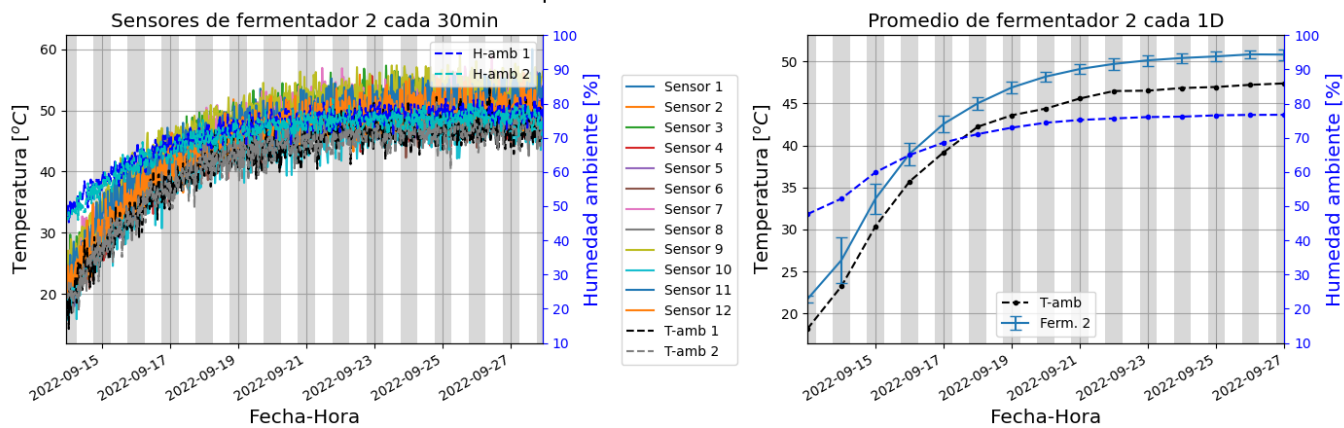 Sensores de fermentador 2 cada 30min
Temperatura [°C]
60
50
40
30
20
H-amb 1
H-amb 2
100
90
80
70
60
50
40
30
20
10
Humedad ambiente [%]
2022-09-15
2022-09-17
2022-09-19
2022-09-21
2022-09-23
2022-09-25
2022-09-27
Fecha-Hora
Sensor 1
Sensor 2
Sensor 3
Sensor 4
Sensor 5
Sensor 6
Sensor 7
Sensor 8
Sensor 9
Sensor 10
Sensor 11
Sensor 12
T-amb 1
T-amb 2
Promedio de fermentador 2 cada 1D
Temperatura [°C]
50
45
40
35
30
25
20
T-amb
Ferm. 2
100
90
80
70
60
50
40
30
20
10
Humedad ambiente [%]
2022-09-15
2022-09-17
2022-09-19
2022-09-21
2022-09-23
2022-09-25
2022-09-27
Fecha-Hora